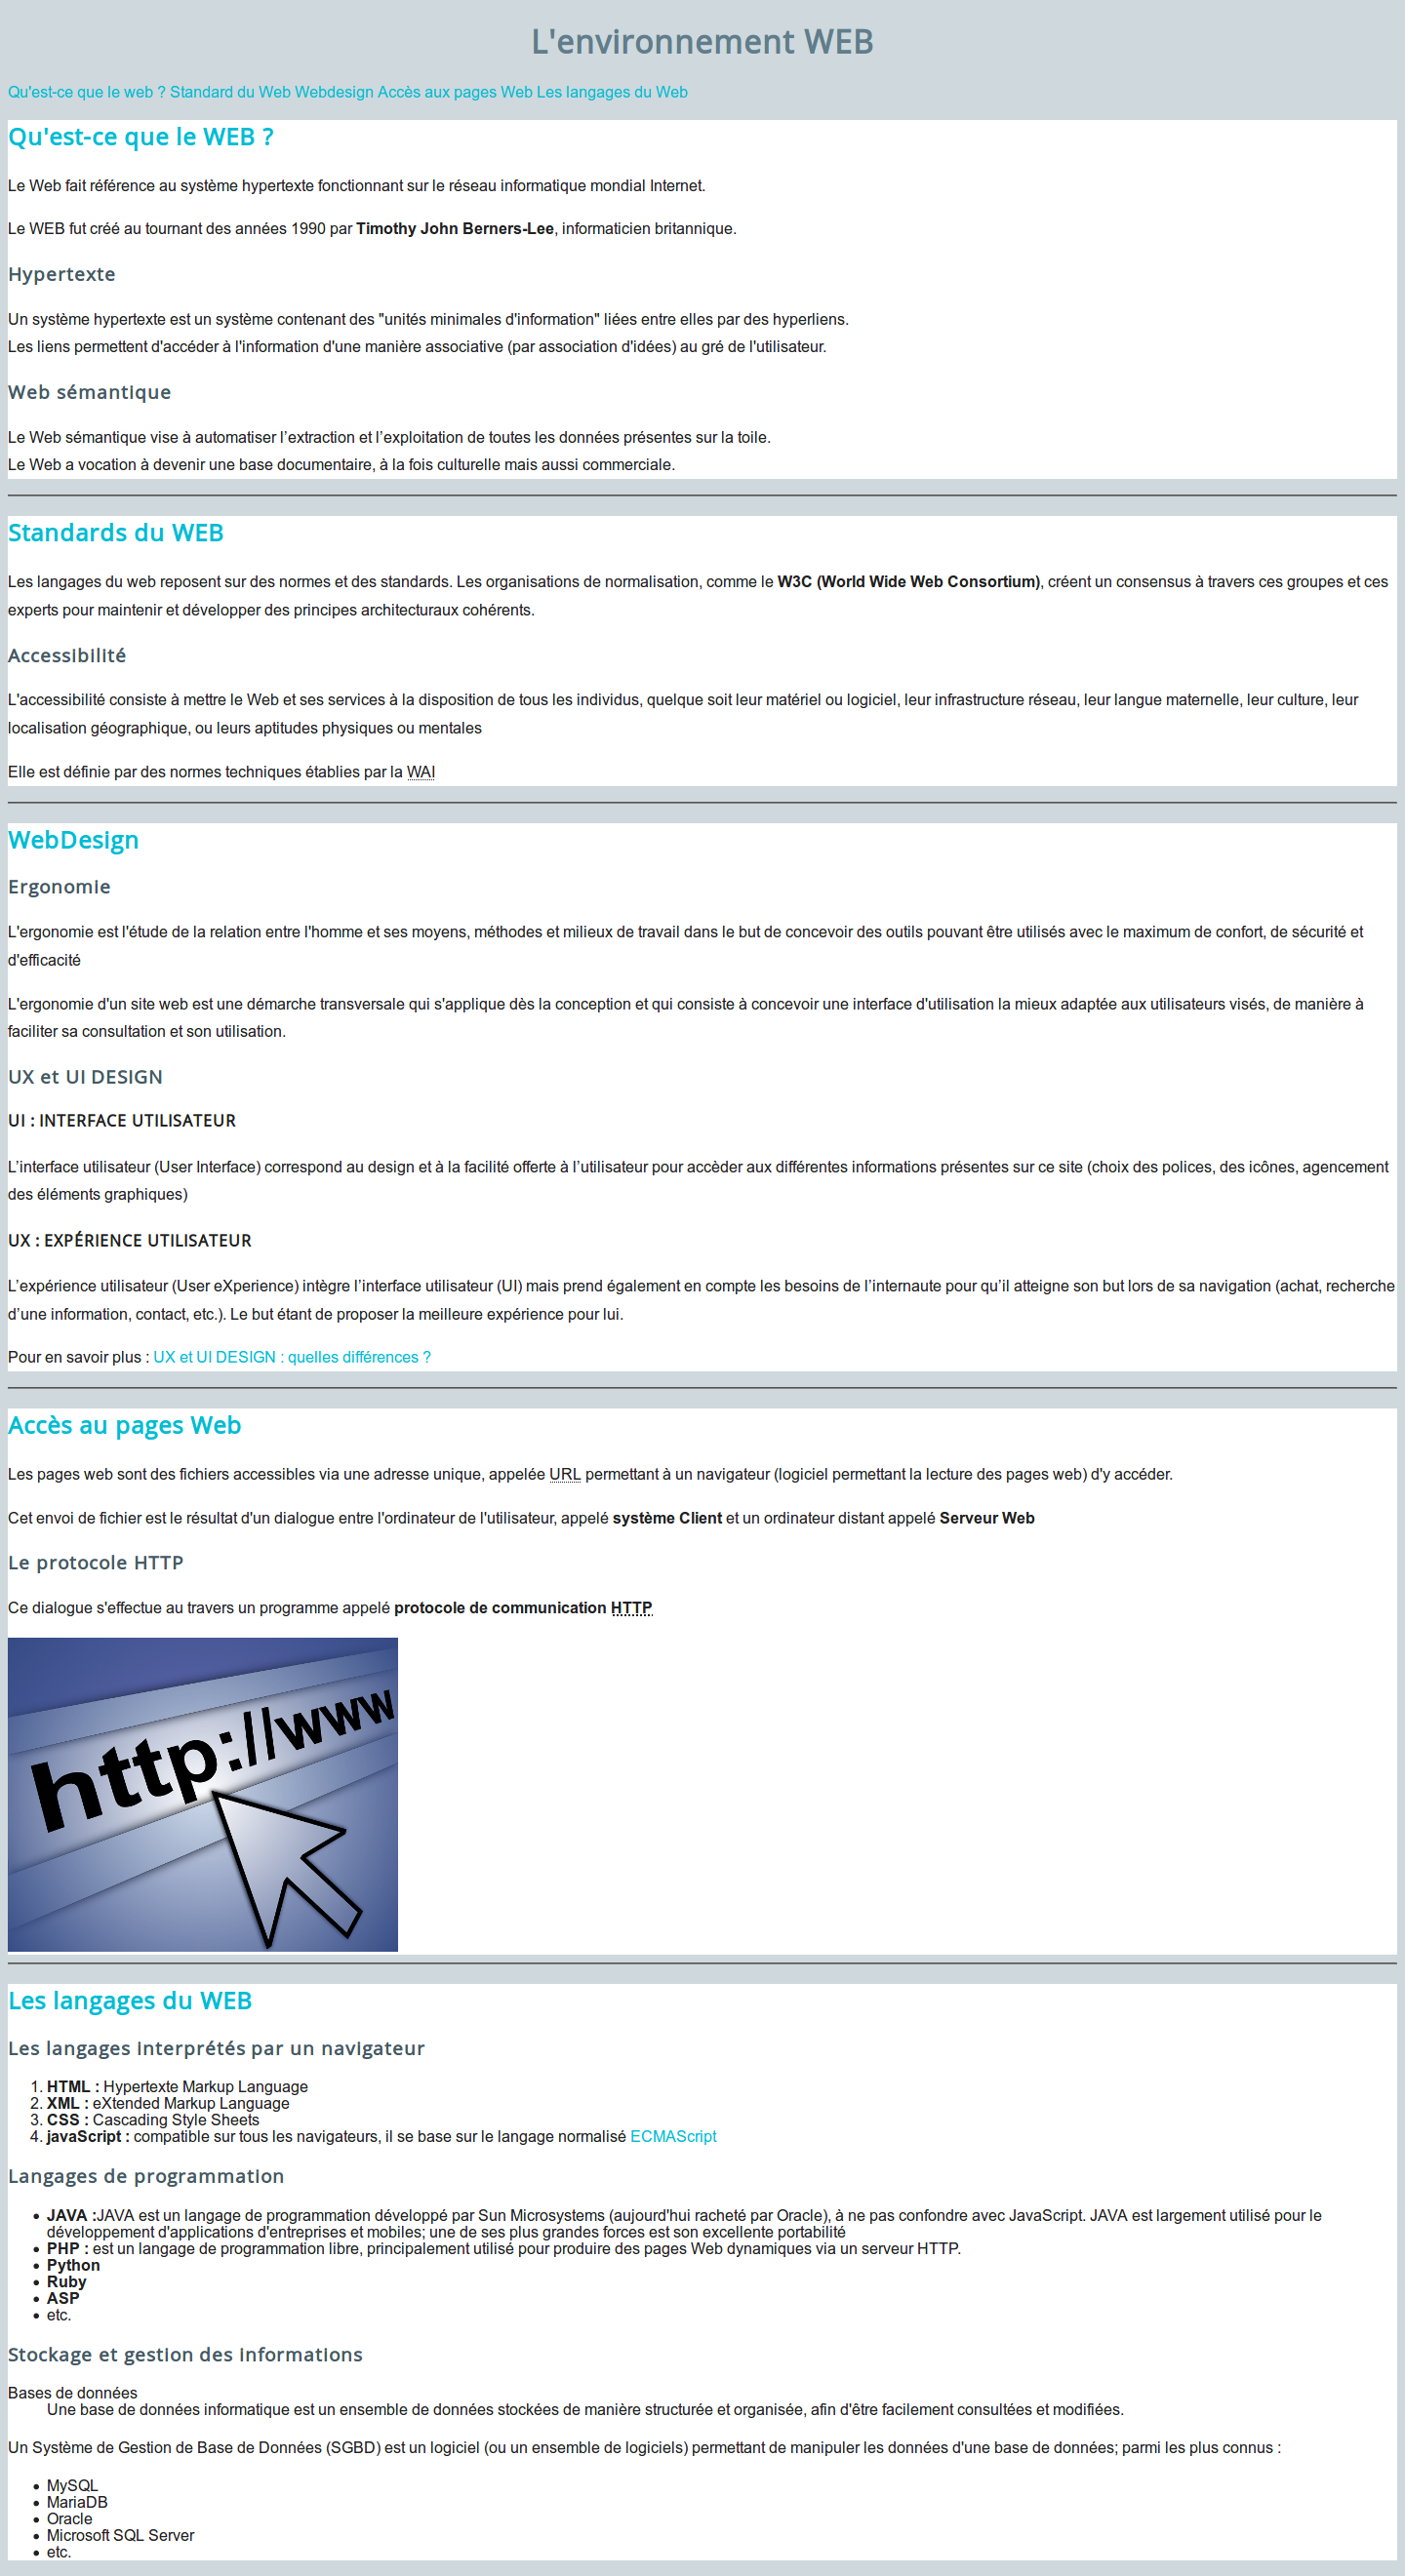 L'environnement WEB
Qu'est-ce que le web ? Standard du Web Webdesign Accès aux pages Web Les langages du Web
Qu'est-ce que le WEB ?
Le Web fait référence au système hypertexte fonctionnant sur le réseau informatique mondial Internet.
Le WEB fut créé au tournant des années 1990 par Timothy John Berners-Lee, informaticien britannique.
Hypertexte
Un système hypertexte est un système contenant des "unités minimales d'information" liées entre elles par des hyperliens.
Les liens permettent d'accéder à l'information d'une manière associative (par association d'idées) au gré de l'utilisateur.
Web sémantique
Le Web sémantique vise à automatiser l’extraction et l’exploitation de toutes les données présentes sur la toile.
Le Web a vocation à devenir une base documentaire, à la fois culturelle mais aussi commerciale.
Standards du WEB
Les langages du web reposent sur des normes et des standards. Les organisations de normalisation, comme le W3C (World Wide Web Consortium), créent un consensus à travers ces groupes et ces
experts pour maintenir et développer des principes architecturaux cohérents.
Accessibilité
L'accessibilité consiste à mettre le Web et ses services à la disposition de tous les individus, quelque soit leur matériel ou logiciel, leur infrastructure réseau, leur langue maternelle, leur culture, leur
localisation géographique, ou leurs aptitudes physiques ou mentales
Elle est définie par des normes techniques établies par la WAI
WebDesign
Ergonomie
L'ergonomie est l'étude de la relation entre l'homme et ses moyens, méthodes et milieux de travail dans le but de concevoir des outils pouvant être utilisés avec le maximum de confort, de sécurité et
d'efficacité
L'ergonomie d'un site web est une démarche transversale qui s'applique dès la conception et qui consiste à concevoir une interface d'utilisation la mieux adaptée aux utilisateurs visés, de manière à
faciliter sa consultation et son utilisation.
UX et UI DESIGN
UI : INTERFACE UTILISATEUR
L’interface utilisateur (User Interface) correspond au design et à la facilité offerte à l’utilisateur pour accèder aux différentes informations présentes sur ce site (choix des polices, des icônes, agencement
des éléments graphiques)
UX : EXPÉRIENCE UTILISATEUR
L’expérience utilisateur (User eXperience) intègre l’interface utilisateur (UI) mais prend également en compte les besoins de l’internaute pour qu’il atteigne son but lors de sa navigation (achat, recherche
d’une information, contact, etc.). Le but étant de proposer la meilleure expérience pour lui.
Pour en savoir plus : UX et UI DESIGN : quelles différences ?
Accès au pages Web
Les pages web sont des fichiers accessibles via une adresse unique, appelée URL permettant à un navigateur (logiciel permettant la lecture des pages web) d'y accéder.
Cet envoi de fichier est le résultat d'un dialogue entre l'ordinateur de l'utilisateur, appelé système Client et un ordinateur distant appelé Serveur Web
Le protocole HTTP
Ce dialogue s'effectue au travers un programme appelé protocole de communication HTTP
http://www
Les langages du WEB
Les langages interprétés par un navigateur
1. HTML : Hypertexte Markup Language
2. XML : eXtended Markup Language
3. CSS : Cascading Style Sheets
4. javaScript : compatible sur tous les navigateurs, il se base sur le langage normalisé ECMAScript
Langages de programmation
• JAVA :JAVA est un langage de programmation développé par Sun Microsystems (aujourd'hui racheté par Oracle), à ne pas confondre avec JavaScript. JAVA est largement utilisé pour le
développement d'applications d'entreprises et mobiles; une de ses plus grandes forces est son excellente portabilité
• PHP : est un langage de programmation libre, principalement utilisé pour produire des pages Web dynamiques via un serveur HTTP.
• Python
• Ruby
• ASP
• etc.
Stockage et gestion des informations
Bases de données
Une base de données informatique est un ensemble de données stockées de manière structurée et organisée, afin d'être facilement consultées et modifiées.
Un Système de Gestion de Base de Données (SGBD) est un logiciel (ou un ensemble de logiciels) permettant de manipuler les données d'une base de données; parmi les plus connus :
• MySQL
• MariaDB
• Oracle
• Microsoft SQL Server
• etc.